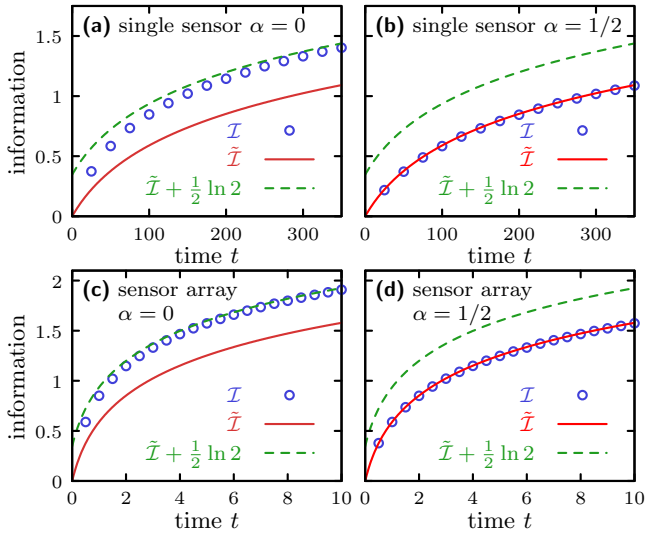 (a) single sensor α = 0
information
1.5
1
0.5
0
ℐ
ℐ̃
ℐ̃ + 1/2 ln 2
0 100 200 300
time t
(b) single sensor α = 1/2
ℐ
ℐ̃
ℐ̃ + 1/2 ln 2
0 100 200 300
time t
(c) sensor array
α = 0
information
2
1.5
1
0.5
0
ℐ
ℐ̃
ℐ̃ + 1/2 ln 2
0 2 4 6 8 10
time t
(d) sensor array
α = 1/2
ℐ
ℐ̃
ℐ̃ + 1/2 ln 2
0 2 4 6 8 10
time t